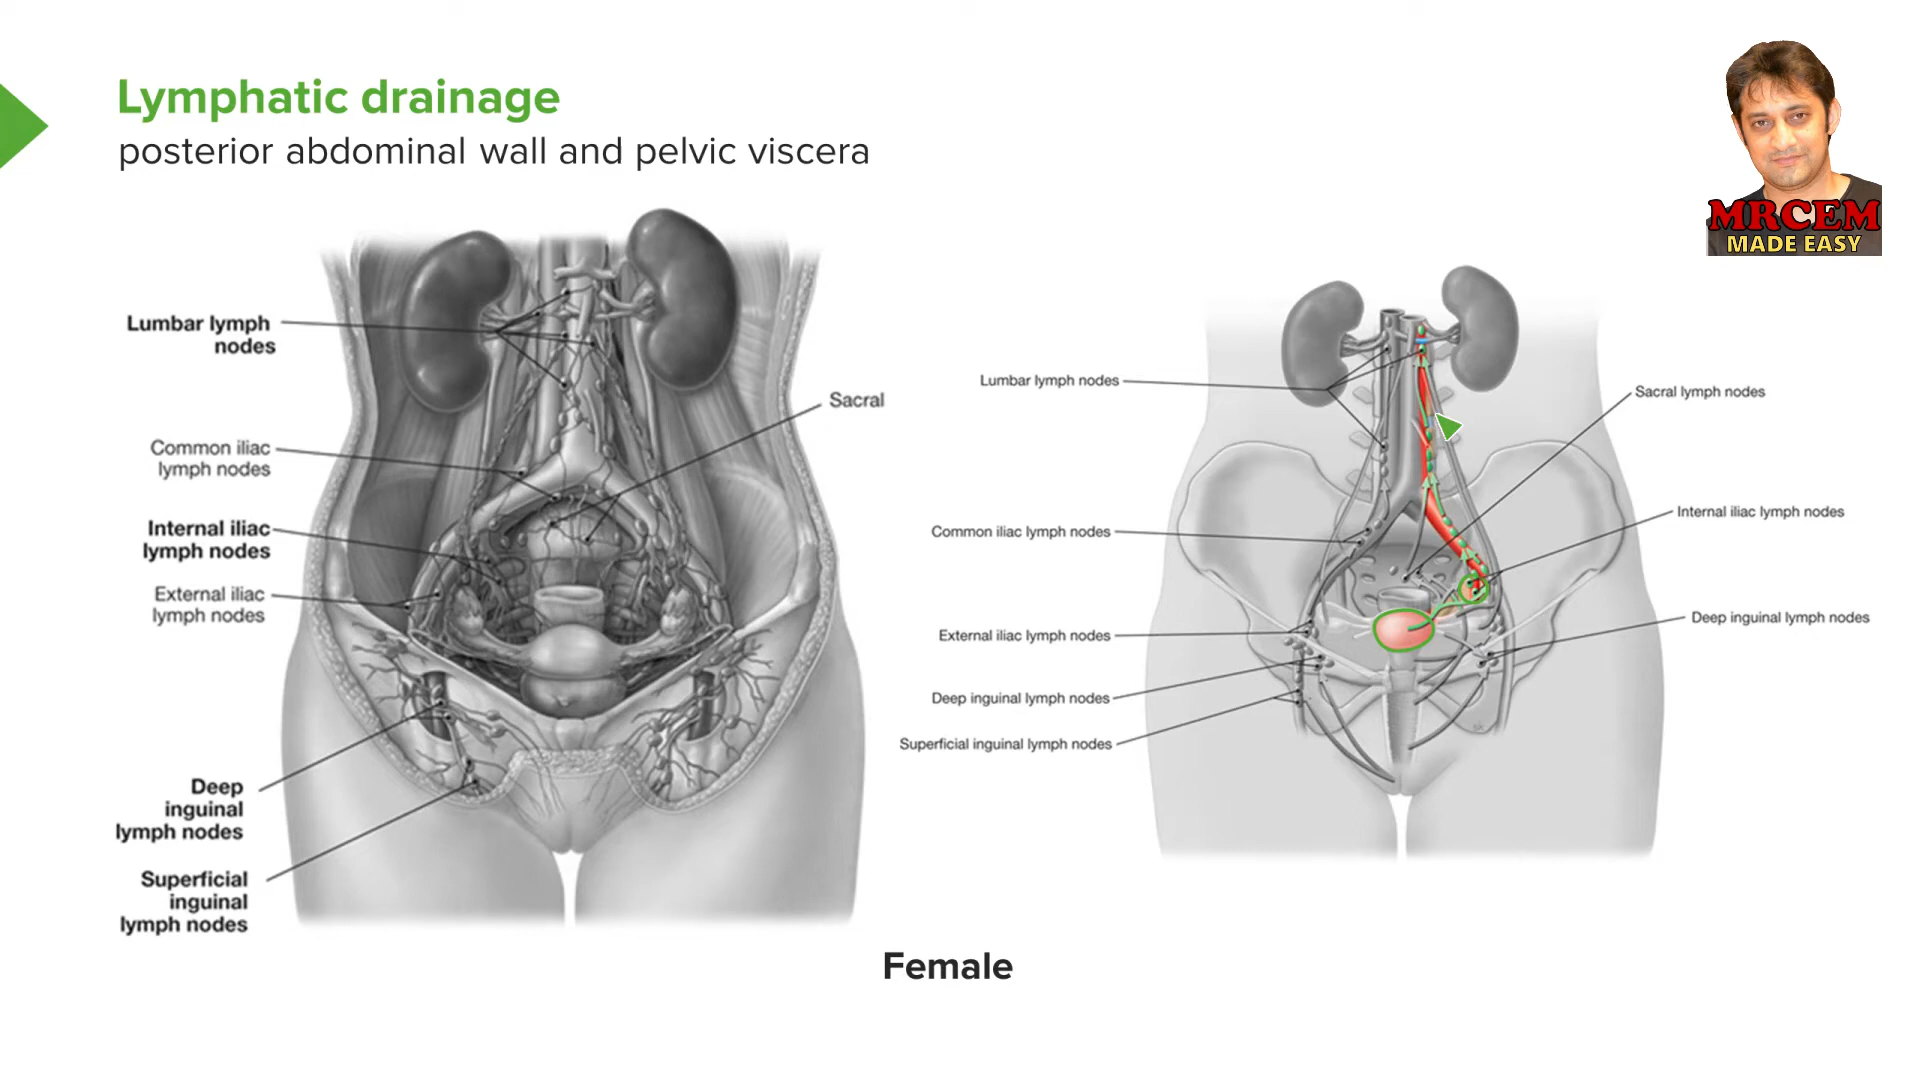 Lymphatic drainage
posterior abdominal wall and pelvic viscera
MRCEM
MADE EASY
Lumbar lymph
nodes
Sacral
Common iliac
lymph nodes
Internal iliac
lymph nodes
External iliac
lymph nodes
Deep
inguinal
lymph nodes
Superficial
inguinal
lymph nodes
Lumbar lymph nodes
Sacral lymph nodes
Internal iliac lymph nodes
Common iliac lymph nodes
Deep inguinal lymph nodes
External iliac lymph nodes
Deep inguinal lymph nodes
Superficial inguinal lymph nodes
Female